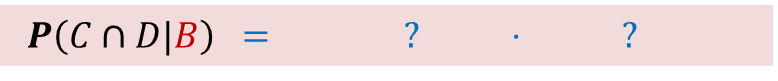 P(C ∩ D|B) = ? · ?